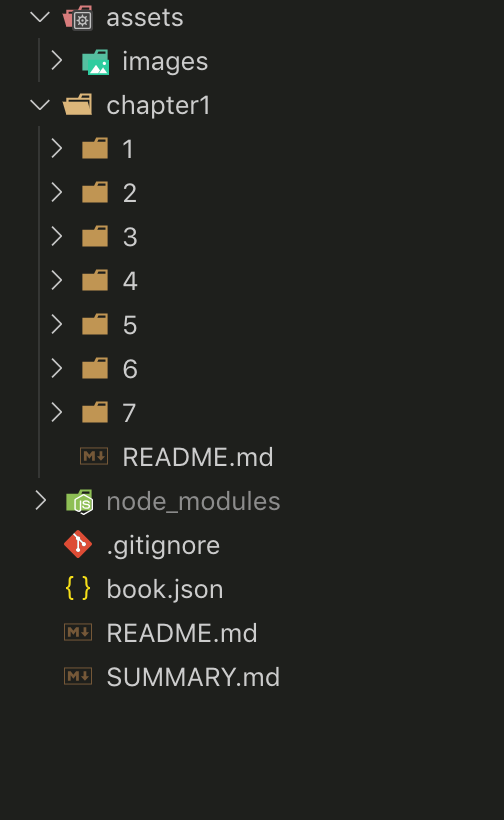 assets
images
chapter1
1
2
3
4
5
6
7
M↓ README.md
JS node_modules
.gitignore
{ } book.json
M↓ README.md
M↓ SUMMARY.md